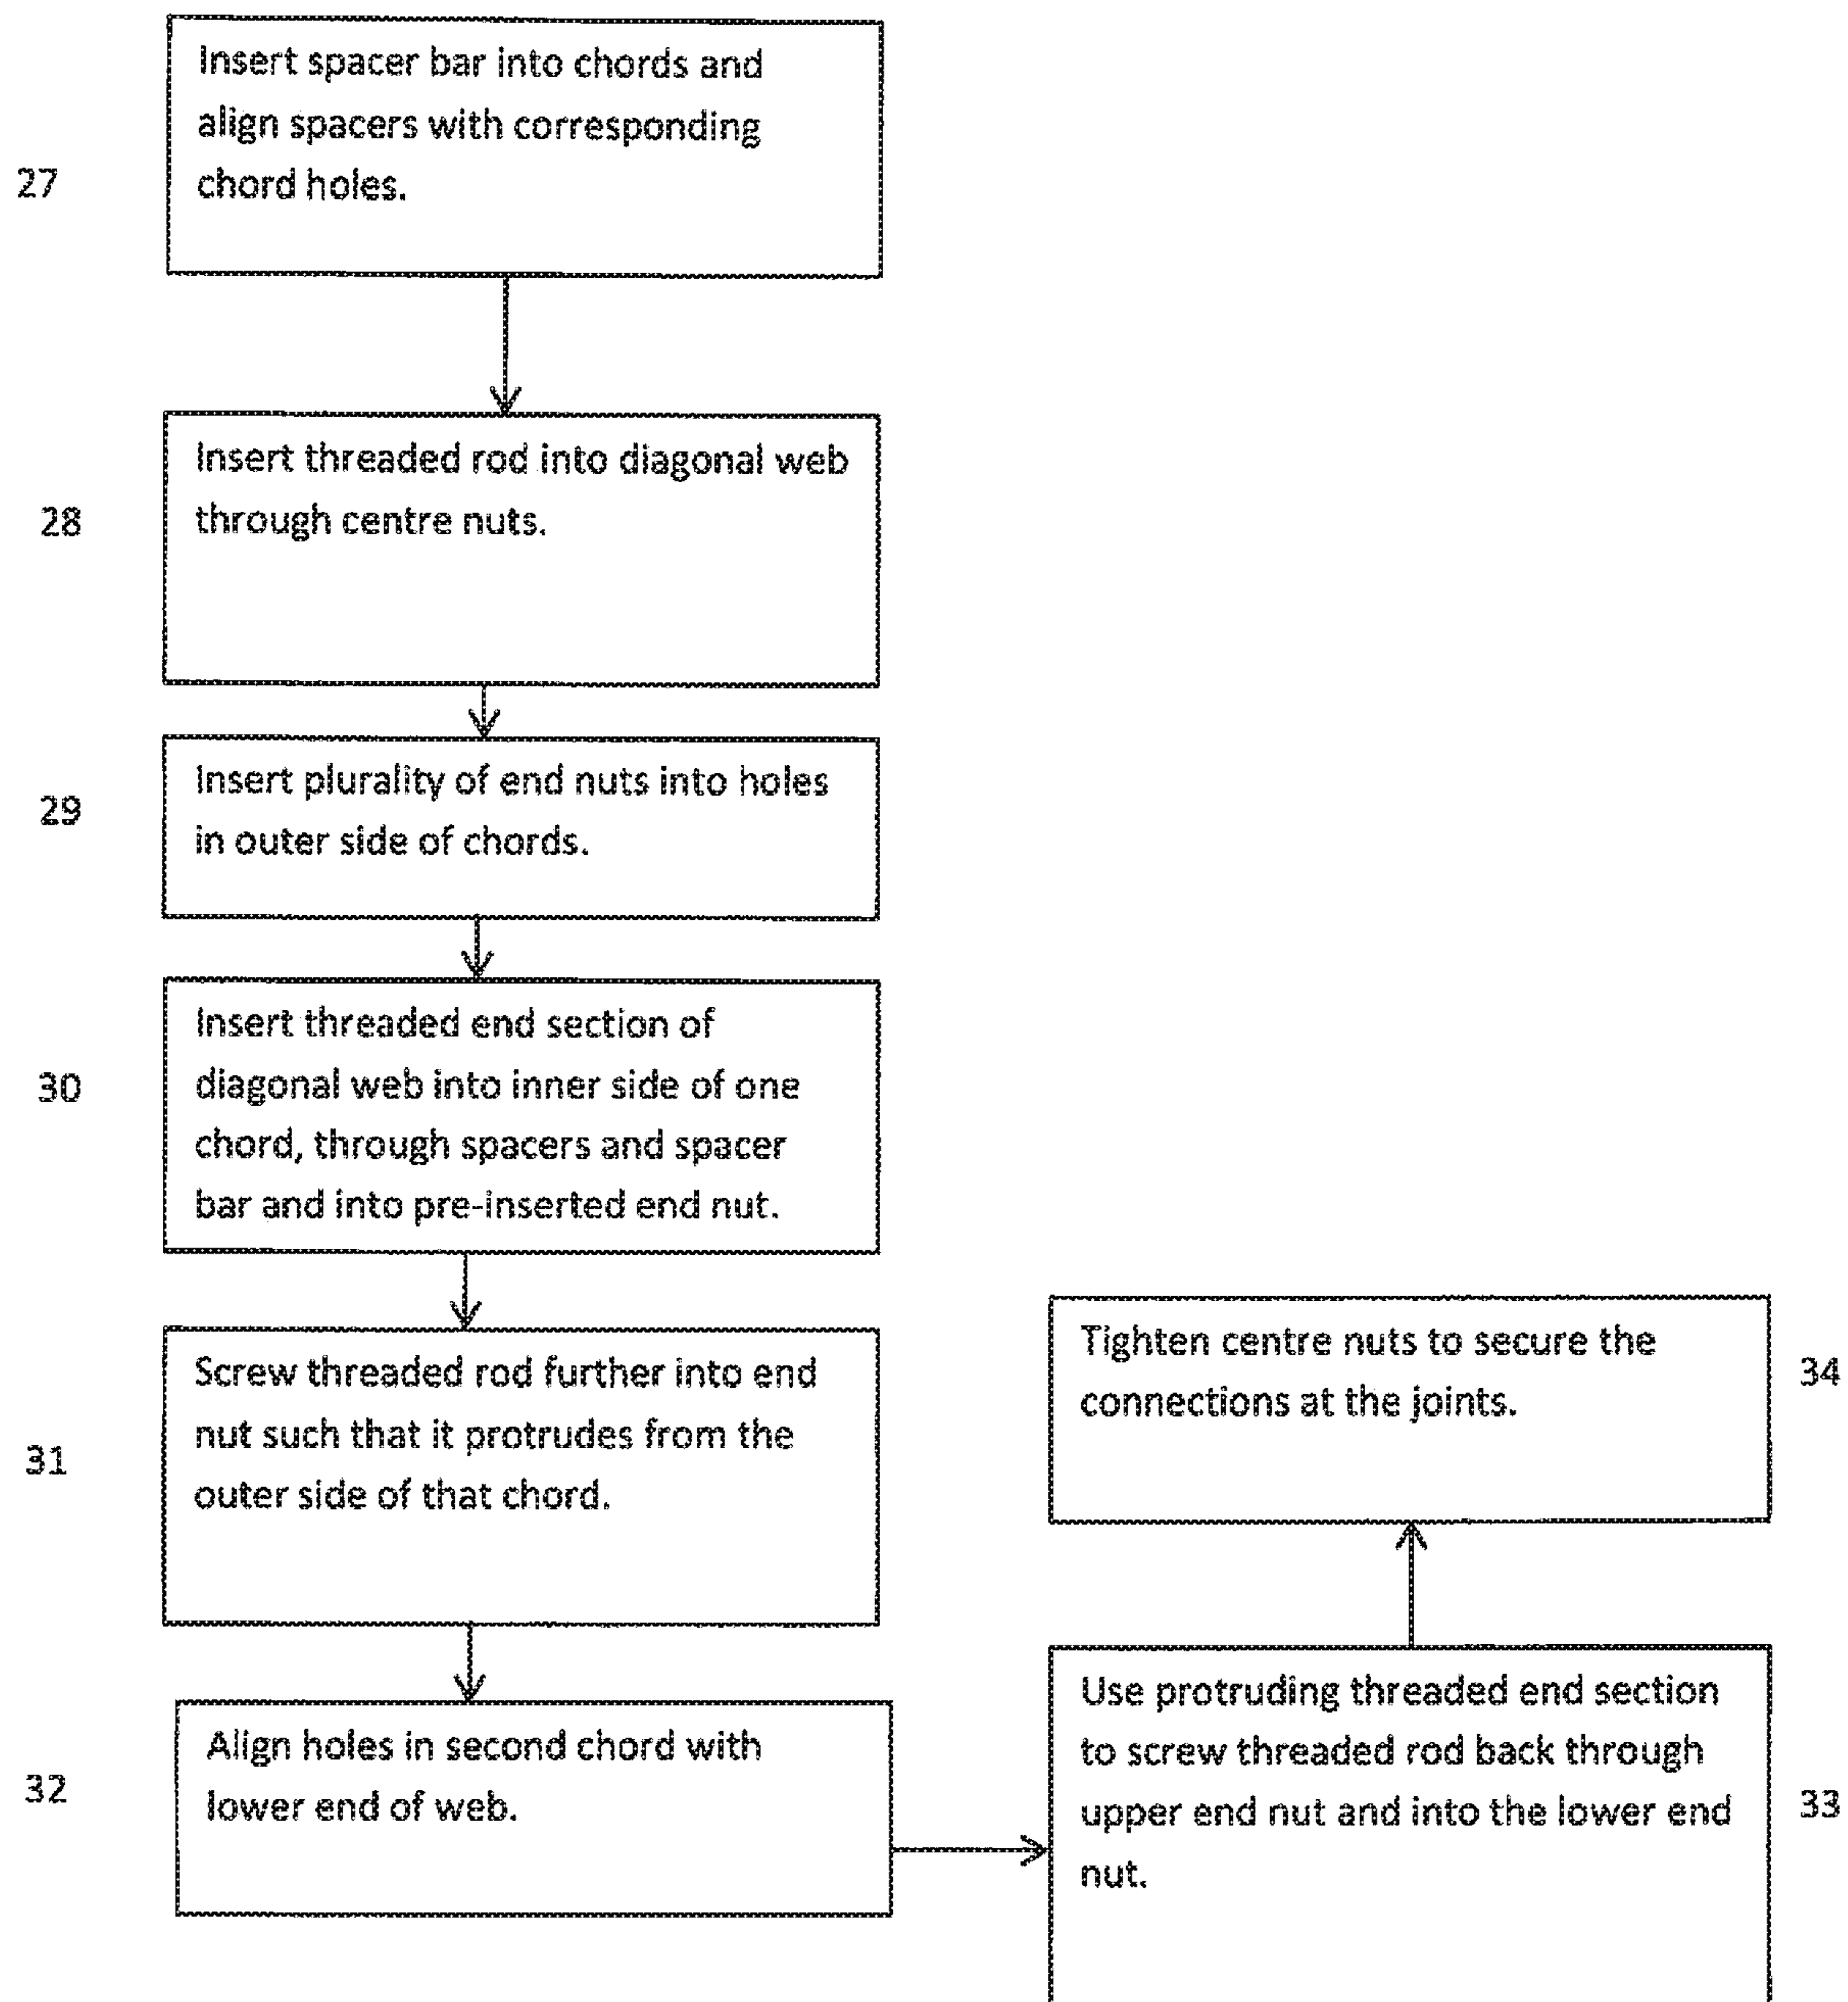 27
Insert spacer bar into chords and
align spacers with corresponding
chord holes.
28
Insert threaded rod into diagonal web
through centre nuts.
29
Insert plurality of end nuts into holes
in outer side of chords.
30
Insert threaded end section of
diagonal web into inner side of one
chord, through spacers and spacer
bar and into pre-inserted end nut.
31
Screw threaded rod further into end
nut such that it protrudes from the
outer side of that chord.
32
Align holes in second chord with
lower end of web.
33
Use protruding threaded end section
to screw threaded rod back through
upper end nut and into the lower end
nut.
34
Tighten centre nuts to secure the
connections at the joints.